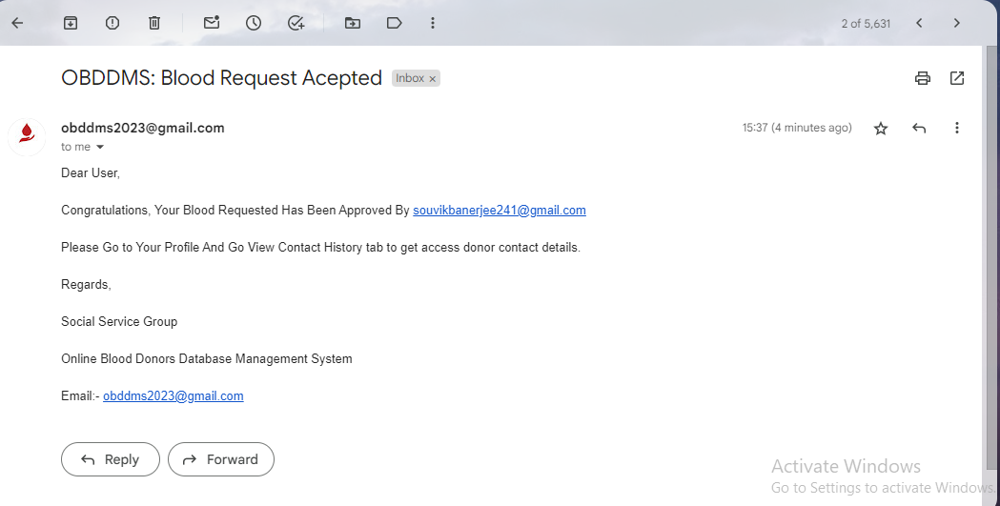 2 of 5,631
OBDDMS: Blood Request Acepted Inbox ×
obddms2023@gmail.com 15:37 (4 minutes ago)
to me
Dear User,
Congratulations, Your Blood Requested Has Been Approved By souvikbanerjee241@gmail.com
Please Go to Your Profile And Go View Contact History tab to get access donor contact details.
Regards,
Social Service Group
Online Blood Donors Database Management System
Email:- obddms2023@gmail.com
Reply Forward
Activate Windows
Go to Settings to activate Windows.